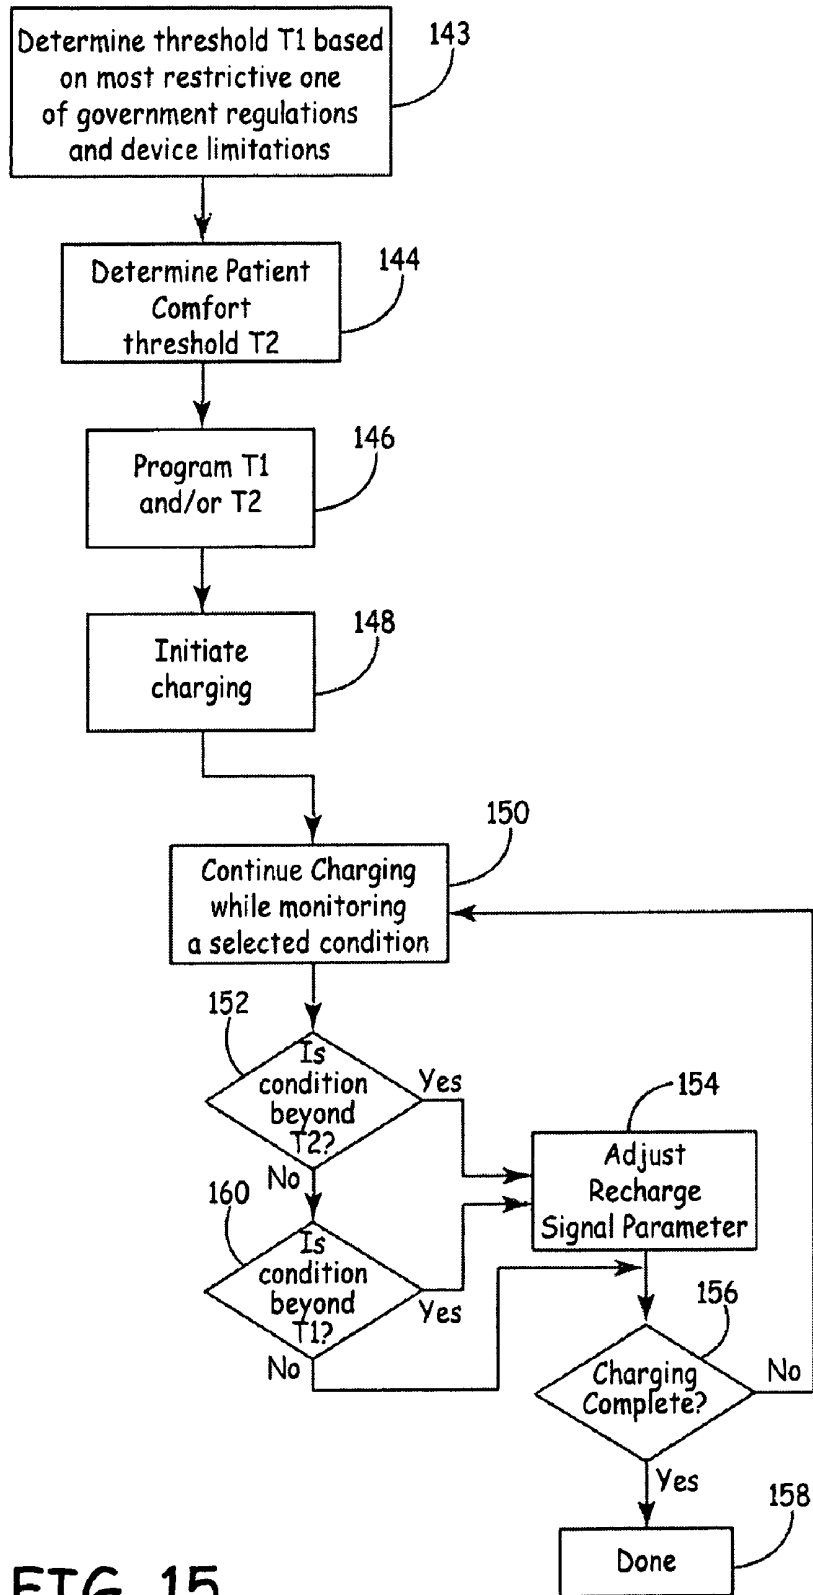 Determine threshold T1 based
on most restrictive one
of government regulations
and device limitations
143
Determine Patient
Comfort
threshold T2
144
Program T1
and/or T2
146
Initiate
charging
148
Continue Charging
while monitoring
a selected condition
150
152
Is
condition
beyond
T2?
Yes
No
154
Adjust
Recharge
Signal Parameter
160
Is
condition
beyond
T1?
Yes
No
156
Charging
Complete?
No
Yes
158
Done
FIG. 15